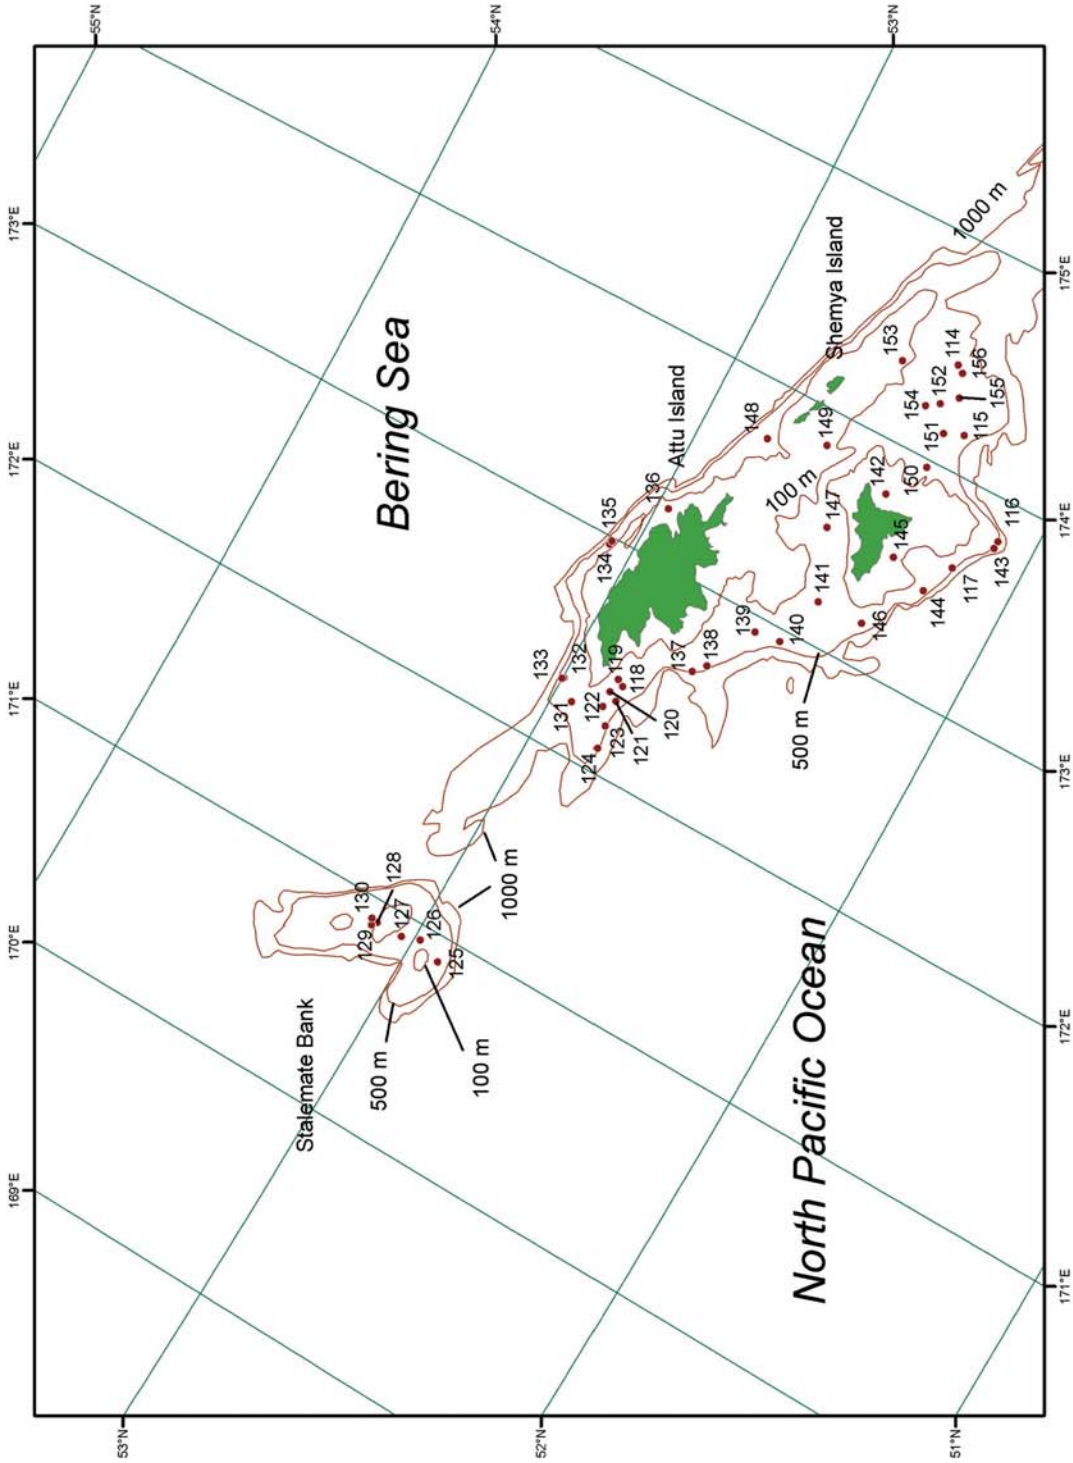 55°N
54°N
53°N
173°E
172°E
171°E
170°E
169°E
53°N
52°N
51°N
175°E
174°E
173°E
172°E
171°E
Bering Sea
North Pacific Ocean
Shemya Island
Attu Island
Stalemate Bank
1000 m
100 m
500 m
1000 m
500 m
100 m
153
114
156
152
154
155
115
151
150
148
149
142
147
145
116
143
117
144
146
141
136
135
134
139
140
138
137
133
132
131
119
118
122
120
121
123
124
130
128
129
127
126
125